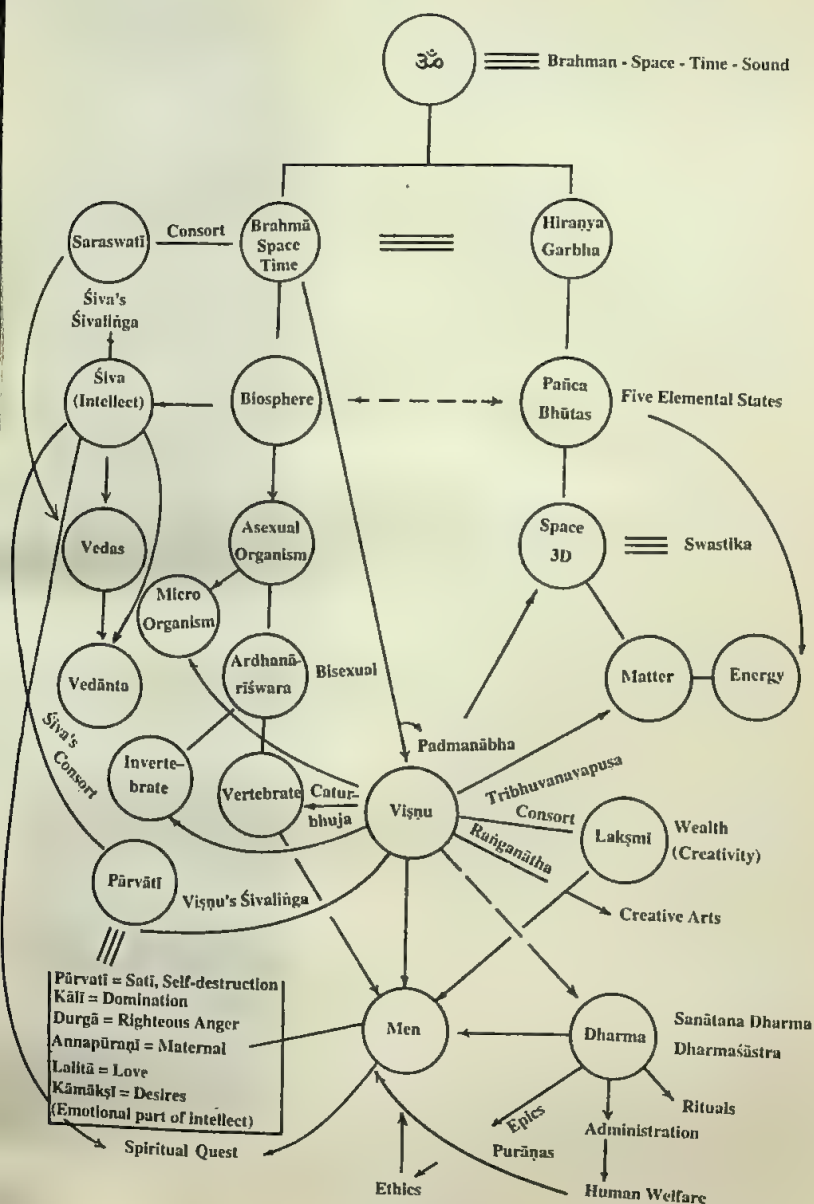 ॐ
Brahman - Space - Time - Sound
Saraswatī
Consort
Brahmā
Space
Time
Hiraṇya
Garbha
Śiva's
Śivaliṅga
Śiva
(Intellect)
Biosphere
Pañca
Bhūtas
Five Elemental States
Vedas
Asexual
Organism
Space
3D
Swastika
Micro
Organism
Vedānta
Ardhanā-
rīśwara
Bisexual
Matter
Energy
Śiva's
Consort
Inverte-
brate
Vertebrate
Catur-
bhuja
Padmanābha
Viṣṇu
Tribhuvanavapusa
Consort
Raṅganātha
Lakṣmī
Wealth
(Creativity)
Creative Arts
Pūrvātī
Viṣṇu's Śivaliṅga
Pūrvatī = Satī, Self-destruction
Kālī = Domination
Durgā = Righteous Anger
Annapūraṇī = Maternal
Lalitā = Love
Kāmākṣī = Desires
(Emotional part of intellect)
Men
Dharma
Sanātana Dharma
Dharmaśāstra
Spiritual Quest
Epics
Purāṇas
Administration
Rituals
Ethics
Human Welfare